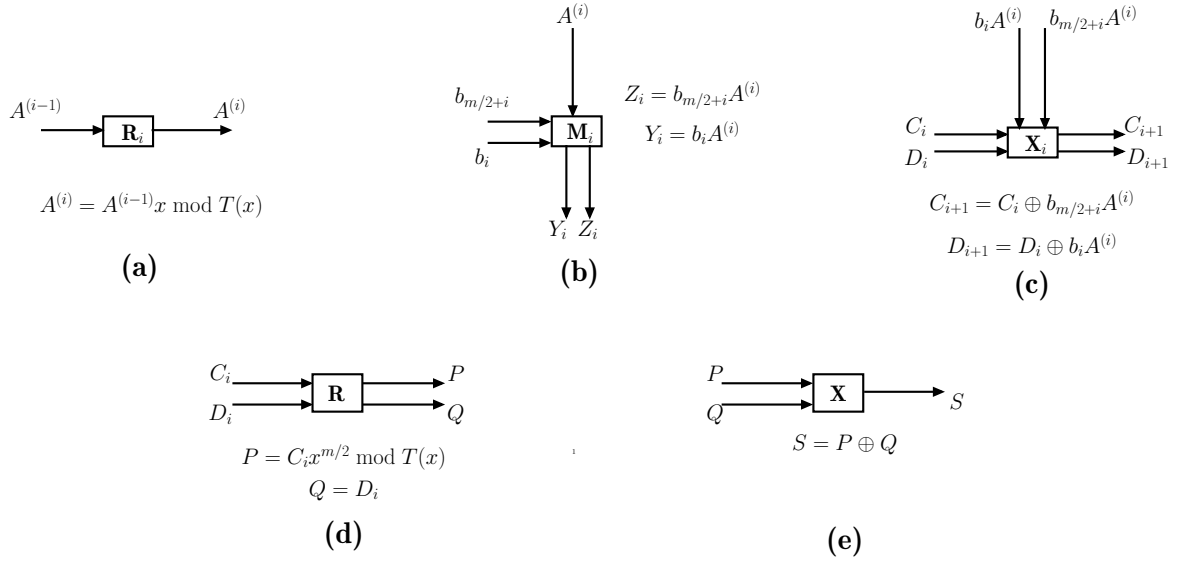 A^{(i-1)} R_i A^{(i)}
A^{(i)} = A^{(i-1)}x mod T(x)
(a)
A^{(i)}
b_{m/2+i}
b_i
M_i
Y_i Z_i
Z_i = b_{m/2+i}A^{(i)}
Y_i = b_iA^{(i)}
(b)
b_iA^{(i)} b_{m/2+i}A^{(i)}
C_i C_{i+1}
X_i
D_i D_{i+1}
C_{i+1} = C_i ⊕ b_{m/2+i}A^{(i)}
D_{i+1} = D_i ⊕ b_iA^{(i)}
(c)
C_i P
R
D_i Q
P = C_ix^{m/2} mod T(x)
Q = D_i
(d)
1
P
X
Q
S
S = P ⊕ Q
(e)